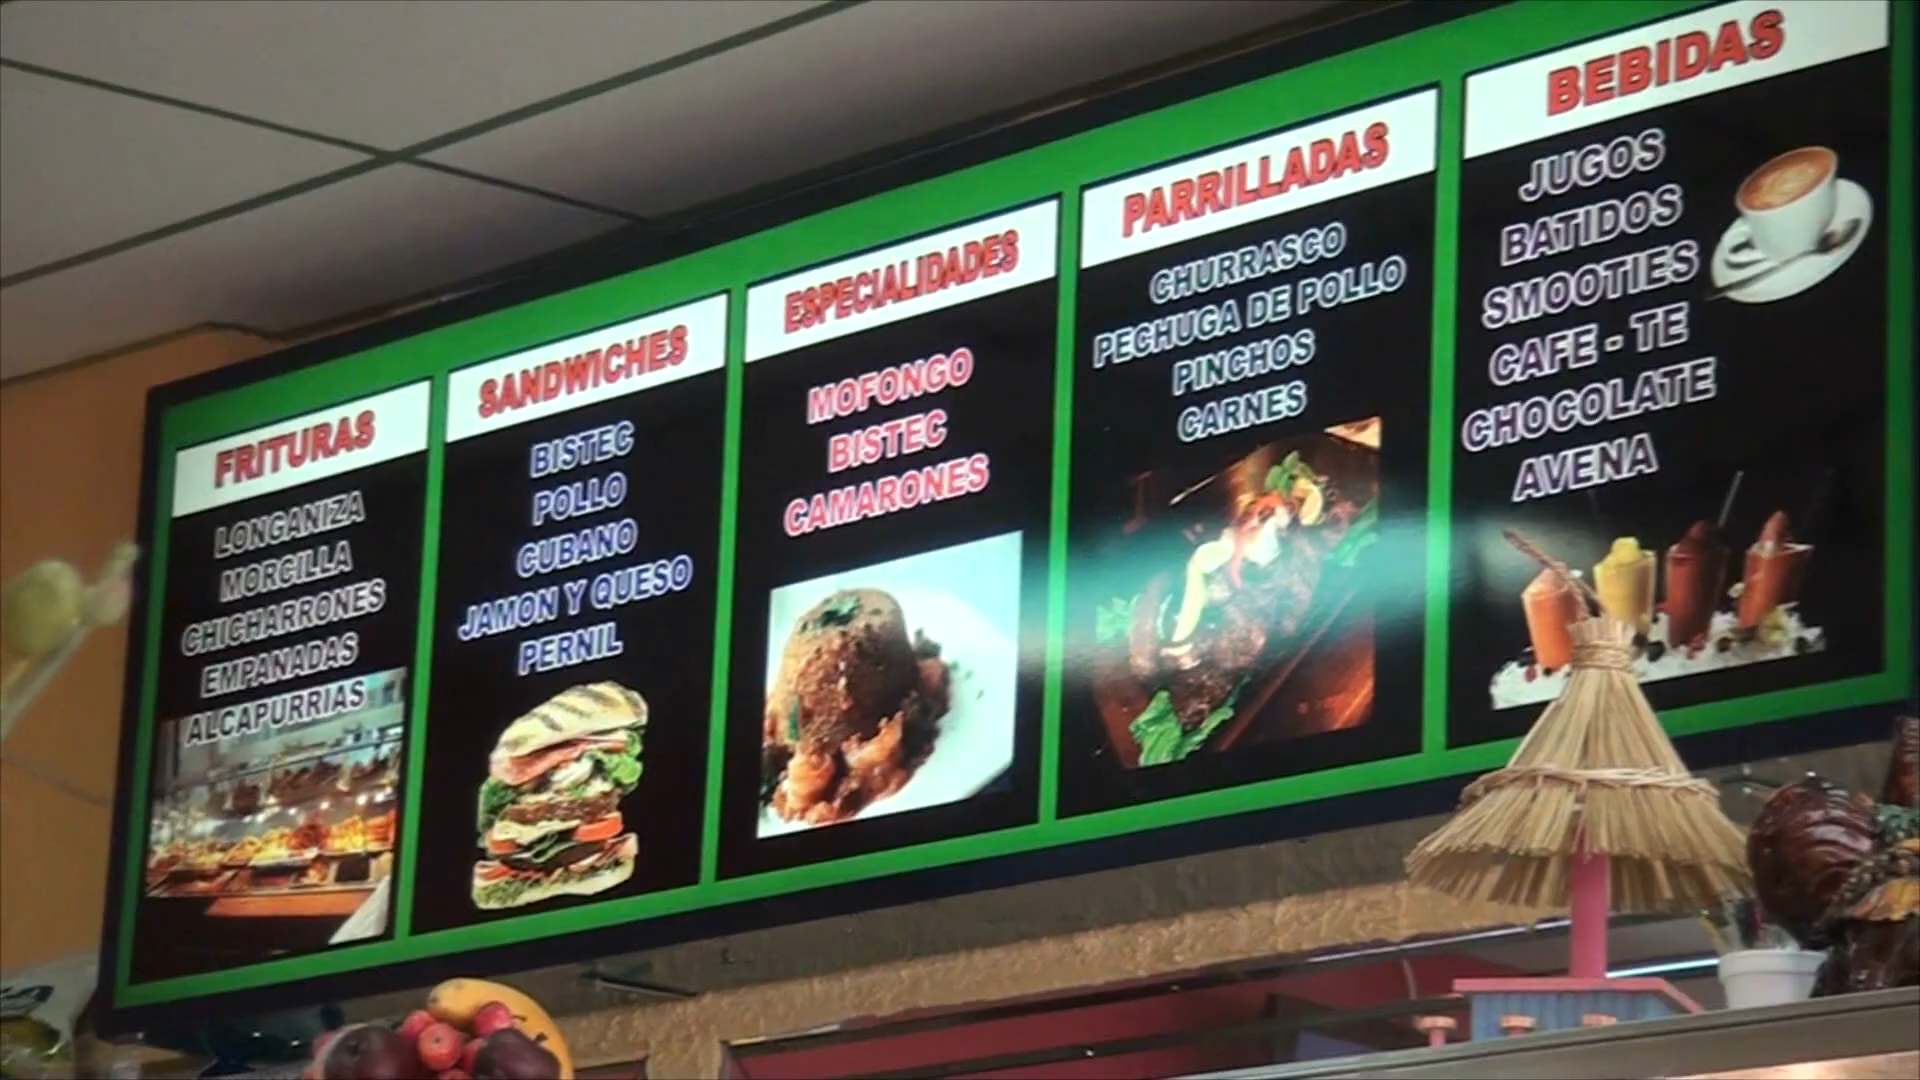 FRITURAS
LONGANIZA
MORCILLA
CHICHARRONES
EMPANADAS
ALCAPURRIAS
SANDWICHES
BISTEC
POLLO
CUBANO
JAMON Y QUESO
PERNIL
ESPECIALIDADES
MOFONGO
BISTEC
CAMARONES
PARRILLADAS
CHURRASCO
PECHUGA DE POLLO
PINCHOS
CARNES
BEBIDAS
JUGOS
BATIDOS
SMOOTIES
CAFE - TE
CHOCOLATE
AVENA